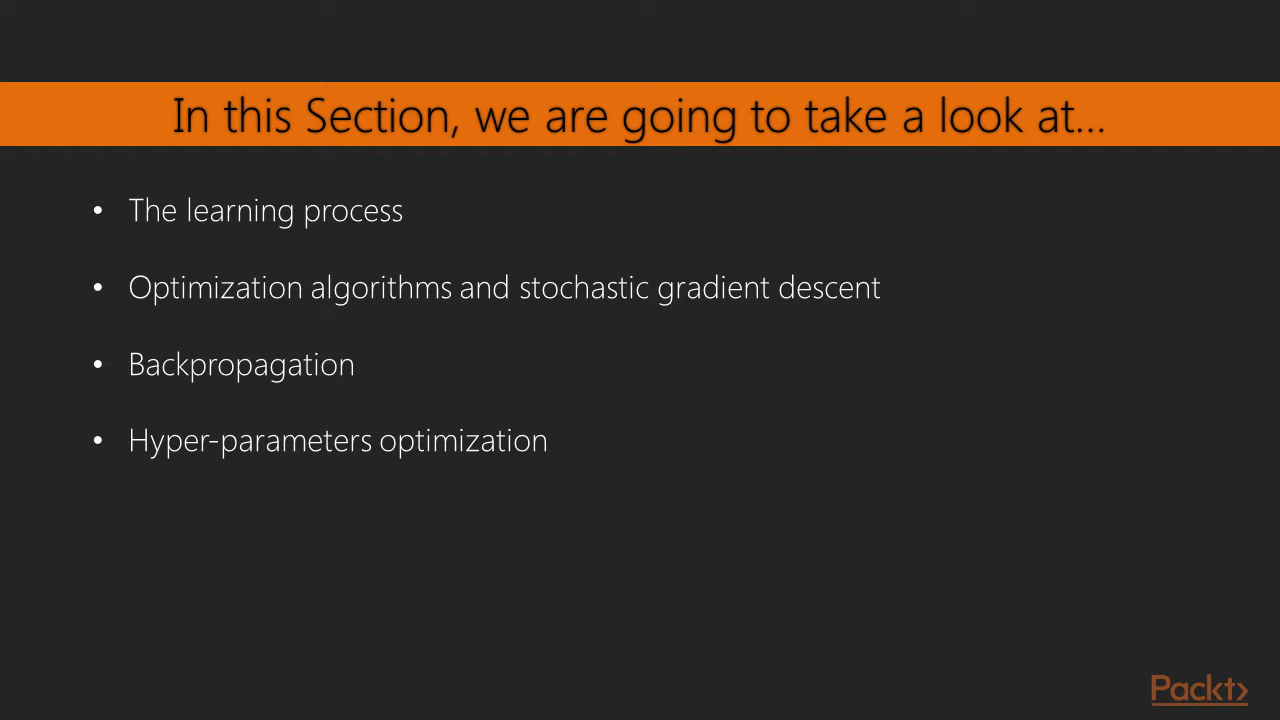 In this Section, we are going to take a look at...
• The learning process
• Optimization algorithms and stochastic gradient descent
• Backpropagation
• Hyper-parameters optimization
Packt>